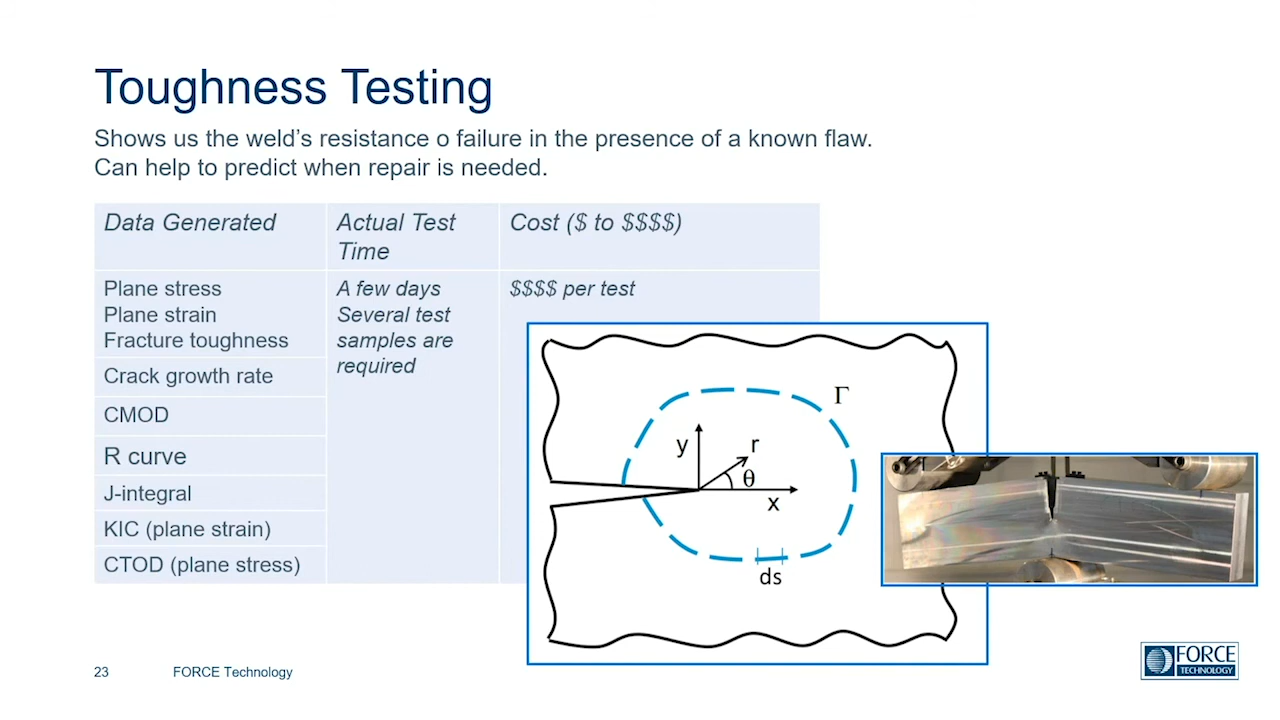 Toughness Testing
Shows us the weld's resistance o failure in the presence of a known flaw.
Can help to predict when repair is needed.
Data Generated
Actual Test
Time
Cost ($ to $$$$)
Plane stress
Plane strain
Fracture toughness
A few days
Several test
samples are
required
$$$$ per test
Crack growth rate
CMOD
R curve
J-integral
KIC (plane strain)
CTOD (plane stress)
Γ
y
r
θ
x
ds
23
FORCE Technology
FORCE
TECHNOLOGY